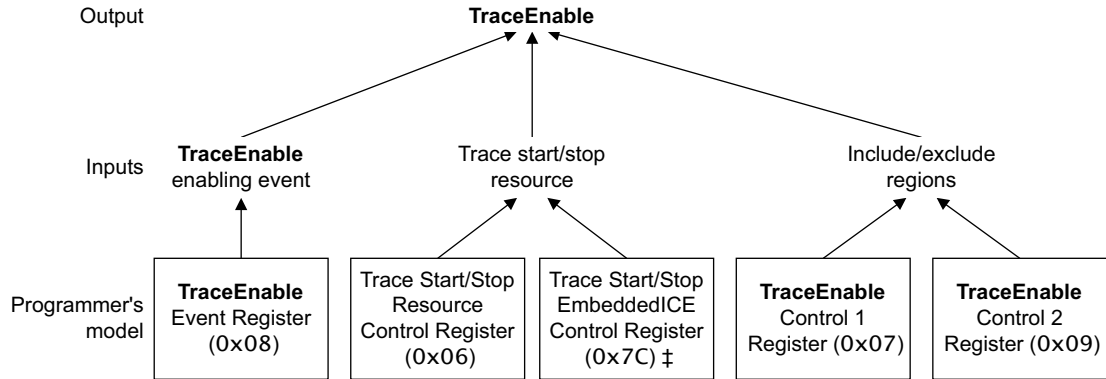 Output
TraceEnable
Inputs
TraceEnable
enabling event
Trace start/stop
resource
Include/exclude
regions
Programmer's
model
TraceEnable
Event Register
(0x08)
Trace Start/Stop
Resource
Control Register
(0x06)
Trace Start/Stop
EmbeddedICE
Control Register
(0x7C) ‡
TraceEnable
Control 1
Register (0x07)
TraceEnable
Control 2
Register (0x09)